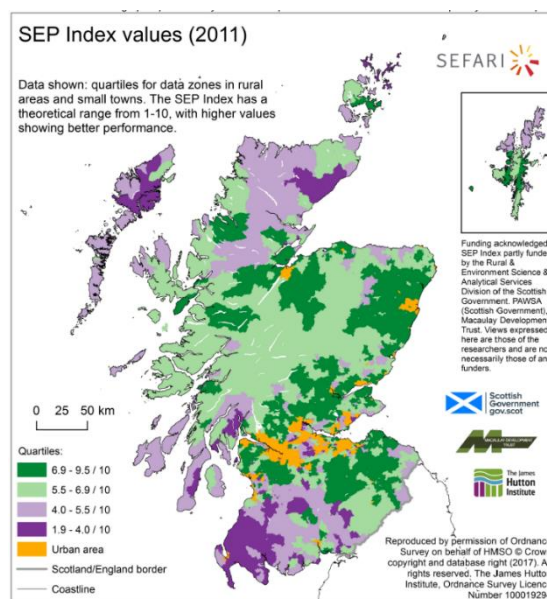 SEP Index values (2011)
SEFARI
Data shown: quartiles for data zones in rural
areas and small towns. The SEP Index has a
theoretical range from 1-10, with higher values
showing better performance.
Funding acknowledged
SEP Index partly funde
by the Rural &
Environment Science &
Analytical Services
Division of the Scottish
Government. PAWSA
(Scottish Government),
Macaulay Developmen
Trust. Views expressed
here are those of the
researchers and are no
necessarily those of an
funders.
0 25 50 km
Scottish
Government
gov.scot
MACAULAY DEVELOPMENT
TRUST
The James
Hutton
Institute
Quartiles:
6.9 - 9.5 / 10
5.5 - 6.9 / 10
4.0 - 5.5 / 10
1.9 - 4.0 / 10
Urban area
Scotland/England border
Coastline
Reproduced by permission of Ordnanc
Survey on behalf of HMSO © Crow
copyright and database right (2017). A
rights reserved. The James Hutto
Institute, Ordnance Survey Licenc
Number 10001929